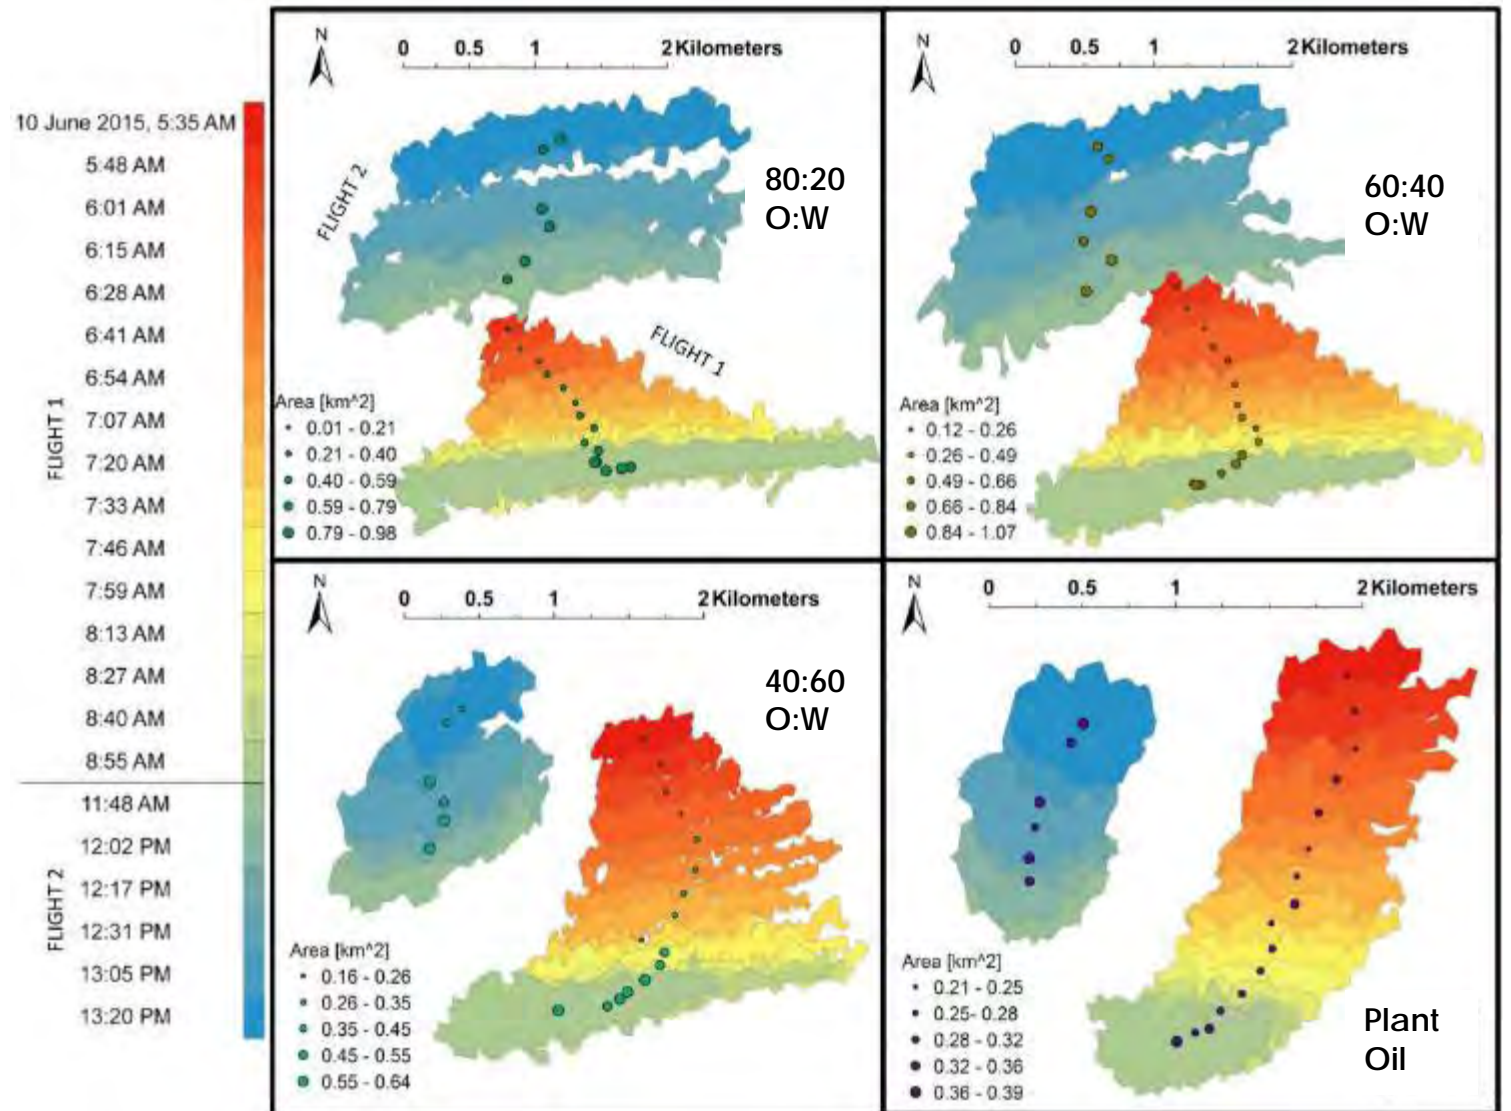 10 June 2015, 5:35 AM
5:48 AM
6:01 AM
6:15 AM
6:28 AM
6:41 AM
6:54 AM
7:07 AM
7:20 AM
7:33 AM
7:46 AM
7:59 AM
8:13 AM
8:27 AM
8:40 AM
8:55 AM
11:48 AM
12:02 PM
12:17 PM
12:31 PM
13:05 PM
13:20 PM
FLIGHT 1
FLIGHT 2
N
0 0.5 1 2 Kilometers
80:20
O:W
FLIGHT 2
FLIGHT 1
Area [km^2]
0.01 - 0.21
0.21 - 0.40
0.40 - 0.59
0.59 - 0.79
0.79 - 0.98
N
0 0.5 1 2 Kilometers
60:40
O:W
Area [km^2]
0.12 - 0.26
0.26 - 0.49
0.49 - 0.66
0.66 - 0.84
0.84 - 1.07
N
0 0.5 1 2 Kilometers
40:60
O:W
Area [km^2]
0.16 - 0.26
0.26 - 0.35
0.35 - 0.45
0.45 - 0.55
0.55 - 0.64
N
0 0.5 1 2 Kilometers
Area [km^2]
0.21 - 0.25
0.25- 0.28
0.28 - 0.32
0.32 - 0.36
0.36 - 0.39
Plant
Oil